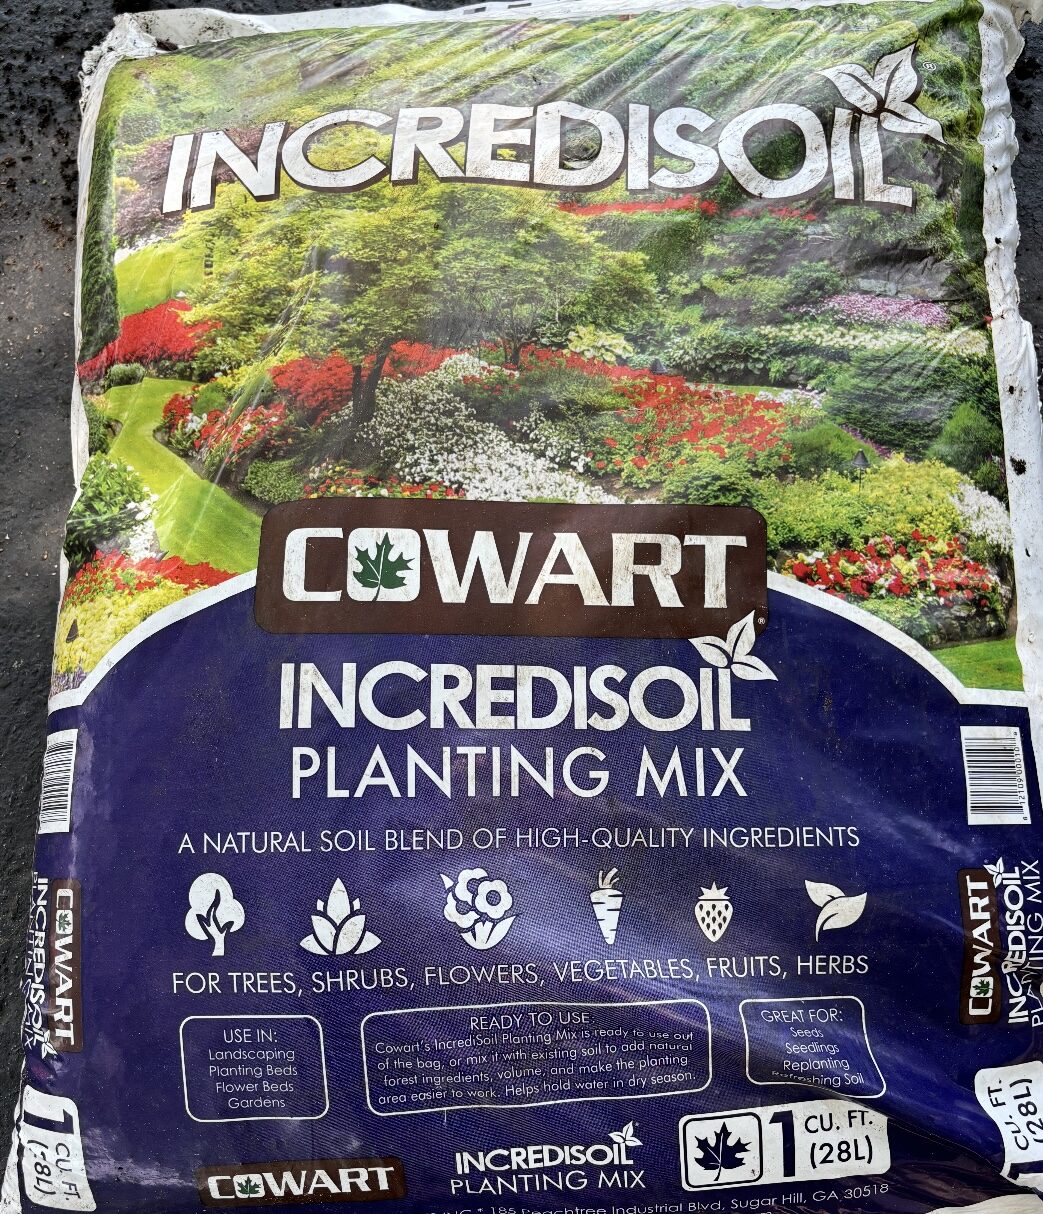 INCREDISOIL
®
COWART
®
INCREDISOIL
PLANTING MIX
A NATURAL SOIL BLEND OF HIGH-QUALITY INGREDIENTS
FOR TREES, SHRUBS, FLOWERS, VEGETABLES, FRUITS, HERBS
USE IN:
Landscaping
Planting Beds
Flower Beds
Gardens
READY TO USE:
Cowart's IncrediSoil Planting Mix is ready to use out
of the bag, or mix it with existing soil to add natural
forest ingredients, volume, and make the planting
area easier to work. Helps hold water in dry season.
GREAT FOR:
Seeds
Seedlings
Replanting
Refreshing Soil
COWART
INCREDISOIL
PLANTING MIX
1 CU. FT.
(28L)
185 Peachtree Industrial Blvd, Sugar Hill, GA 30518
COWART
INCREDISOIL
1 CU. FT.
COWART
INCREDISOIL
PLANTING MIX
CU. FT.
(28L)